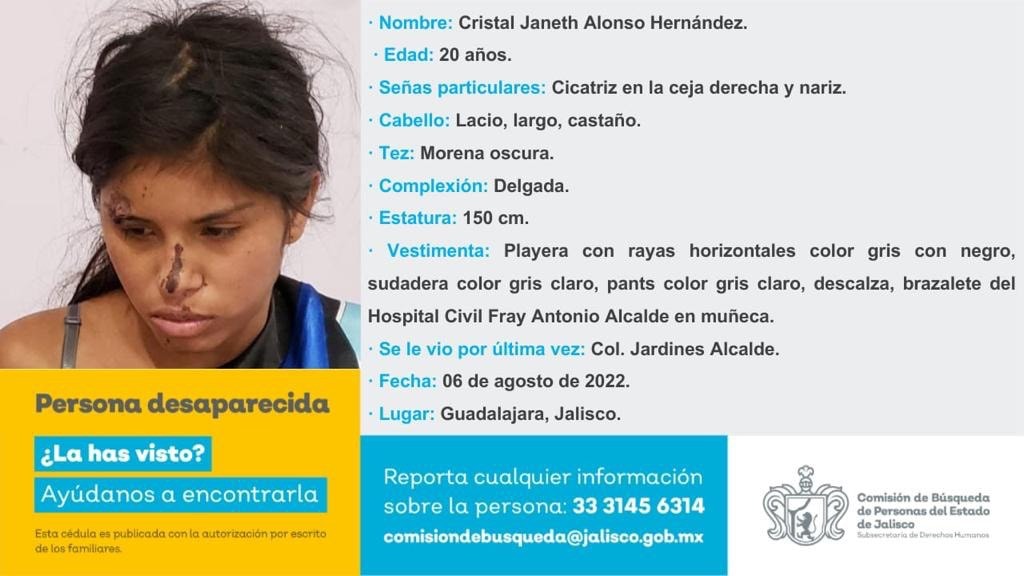 · Nombre: Cristal Janeth Alonso Hernández.
· Edad: 20 años.
· Señas particulares: Cicatriz en la ceja derecha y nariz.
· Cabello: Lacio, largo, castaño.
· Tez: Morena oscura.
· Complexión: Delgada.
· Estatura: 150 cm.
· Vestimenta: Playera con rayas horizontales color gris con negro,
sudadera color gris claro, pants color gris claro, descalza, brazalete del
Hospital Civil Fray Antonio Alcalde en muñeca.
· Se le vio por última vez: Col. Jardines Alcalde.
· Fecha: 06 de agosto de 2022.
· Lugar: Guadalajara, Jalisco.
Persona desaparecida
¿La has visto?
Ayúdanos a encontrarla
Esta cédula es publicada con la autorización por escrito
de los familiares.
Reporta cualquier información
sobre la persona: 33 3145 6314
comisiondebusqueda@jalisco.gob.mx
Comisión de Búsqueda
de Personas del Estado
de Jalisco
Subsecretaría de Derechos Humanos